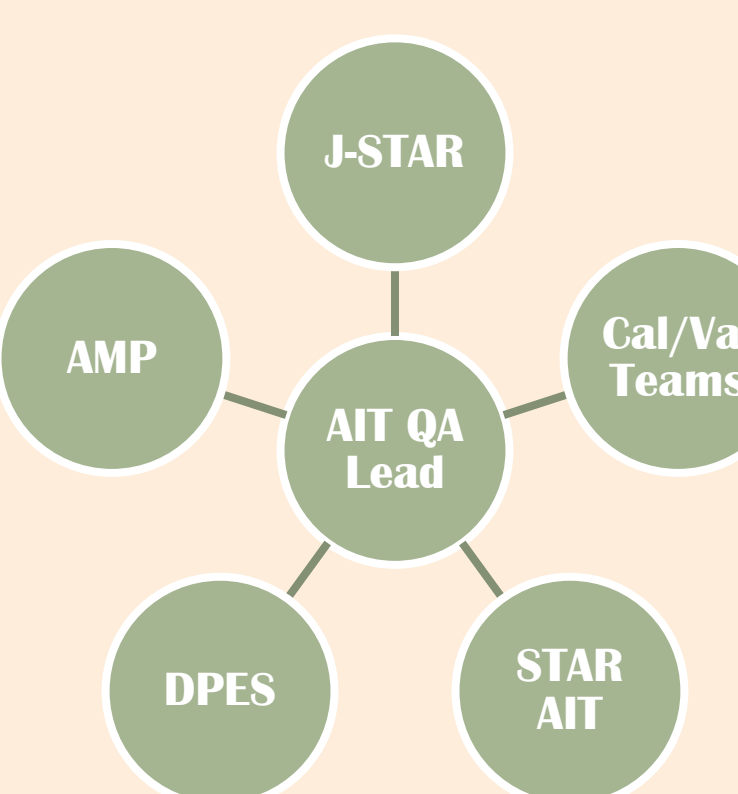 J-STAR
AMP
Cal/Va
Teams
AIT QA
Lead
DPES
STAR
AIT